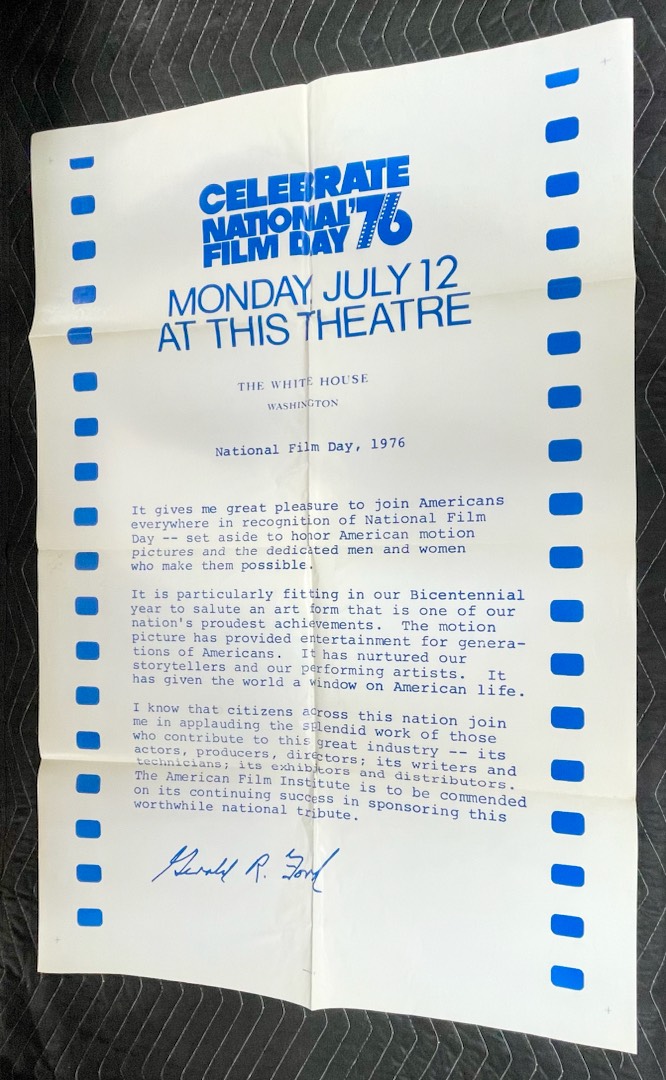 CELEBRATE
NATIONAL
FILM DAY '76
MONDAY JULY 12
AT THIS THEATRE
THE WHITE HOUSE
WASHINGTON
National Film Day, 1976
It gives me great pleasure to join Americans
everywhere in recognition of National Film
Day -- set aside to honor American motion
pictures and the dedicated men and women
who make them possible.
It is particularly fitting in our Bicentennial
year to salute an art form that is one of our
nation's proudest achievements.  The motion
picture has provided entertainment for genera-
tions of Americans.  It has nurtured our
storytellers and our performing artists.  It
has given the world a window on American life.
I know that citizens across this nation join
me in applauding the splendid work of those
who contribute to this great industry -- its
actors, producers, directors; its writers and
technicians; its exhibitors and distributors.
The American Film Institute is to be commended
on its continuing success in sponsoring this
worthwhile national tribute.
Gerald R. Ford